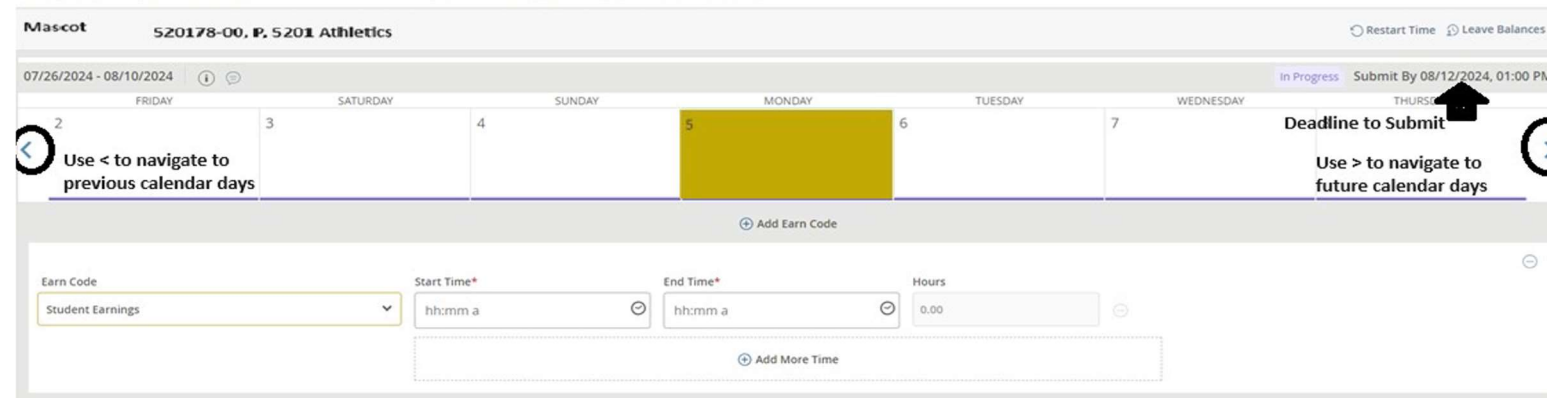 Mascot
520178-00, P, 5201 Athletics
Restart Time Leave Balances
07/26/2024 - 08/10/2024
In Progress Submit By 08/12/2024, 01:00 PM
FRIDAY SATURDAY SUNDAY MONDAY TUESDAY WEDNESDAY
2 3 4 5 6 7
Deadline to Submit
< Use < to navigate to
previous calendar days
Use > to navigate to
future calendar days
Add Earn Code
Earn Code Start Time* End Time* Hours
Student Earnings hh:mm a hh:mm a 0.00
Add More Time